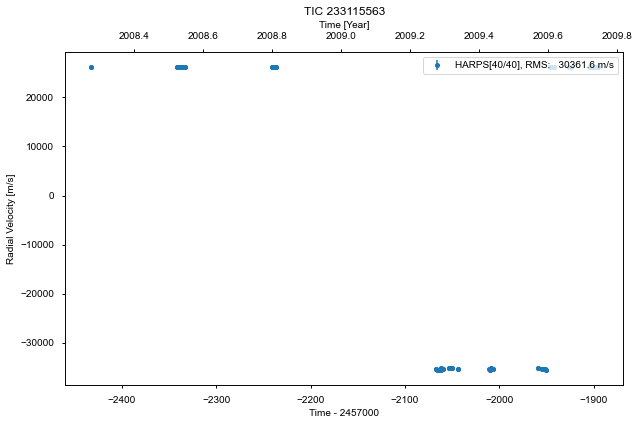 TIC 233115563
Time [Year]
2008.4 2008.6 2008.8 2009.0 2009.2 2009.4 2009.6 2009.8
HARPS[40/40], RMS: 30361.6 m/s
20000
10000
0
−10000
−20000
−30000
Radial Velocity [m/s]
−2400 −2300 −2200 −2100 −2000 −1900
Time - 2457000